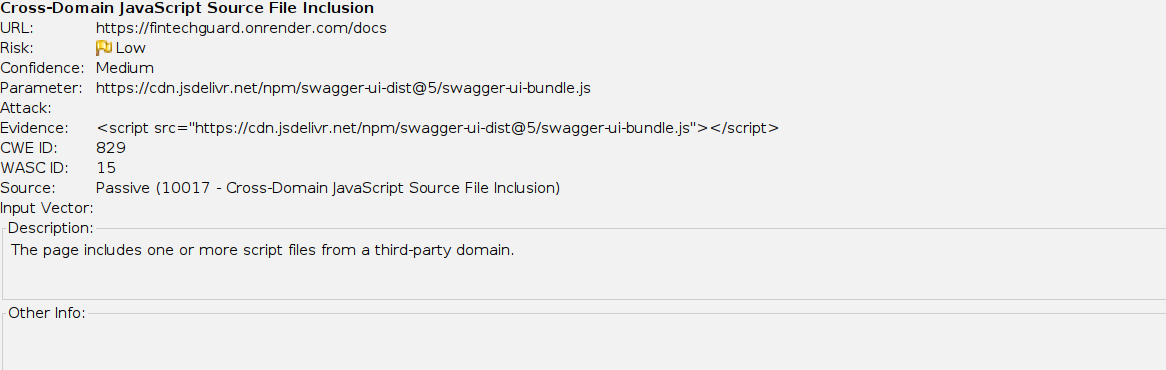 Cross-Domain JavaScript Source File Inclusion
URL: https://fintechguard.onrender.com/docs
Risk: Low
Confidence: Medium
Parameter: https://cdn.jsdelivr.net/npm/swagger-ui-dist@5/swagger-ui-bundle.js
Attack:
Evidence: <script src="https://cdn.jsdelivr.net/npm/swagger-ui-dist@5/swagger-ui-bundle.js"></script>
CWE ID: 829
WASC ID: 15
Source: Passive (10017 - Cross-Domain JavaScript Source File Inclusion)
Input Vector:
Description:
The page includes one or more script files from a third-party domain.
Other Info: